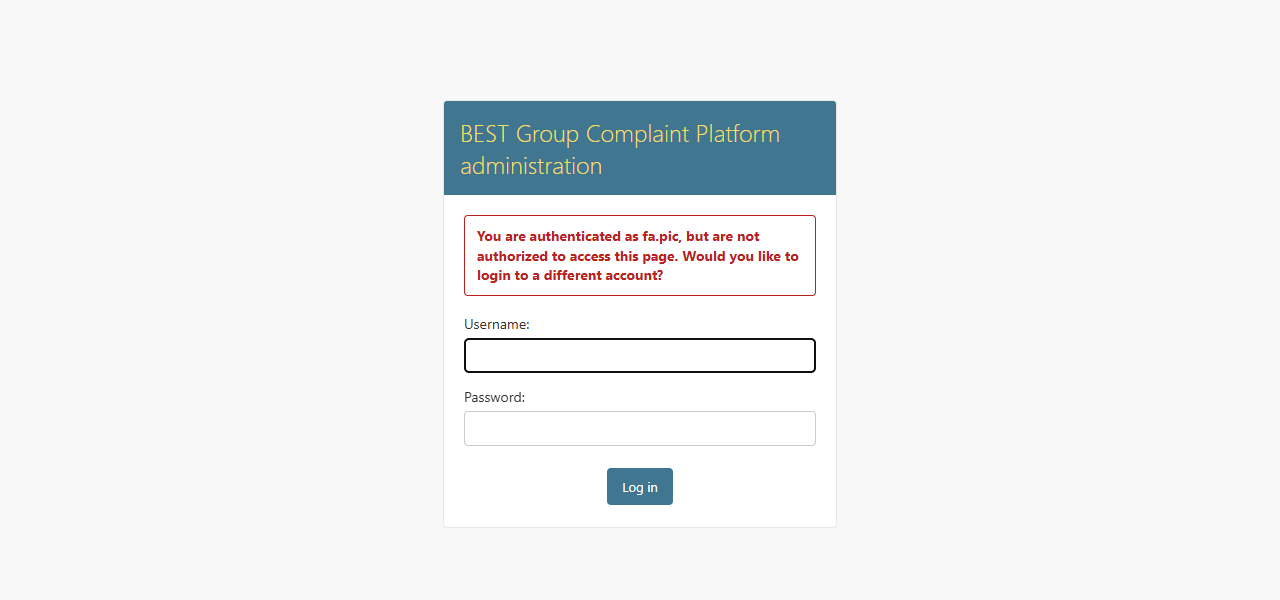 BEST Group Complaint Platform
administration
You are authenticated as fa.pic, but are not
authorized to access this page. Would you like to
login to a different account?
Username:
Password:
Log in